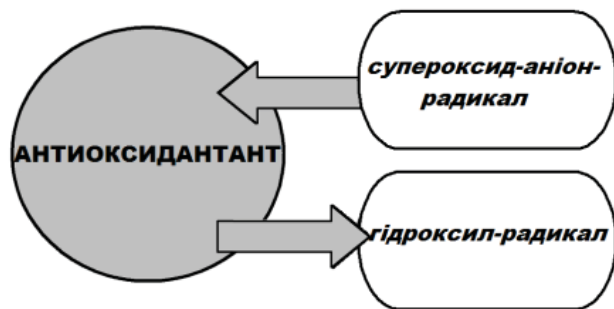 супероксид-аніон-
радикал
АНТИОКСИДАНТАНТ
гідроксил-радикал